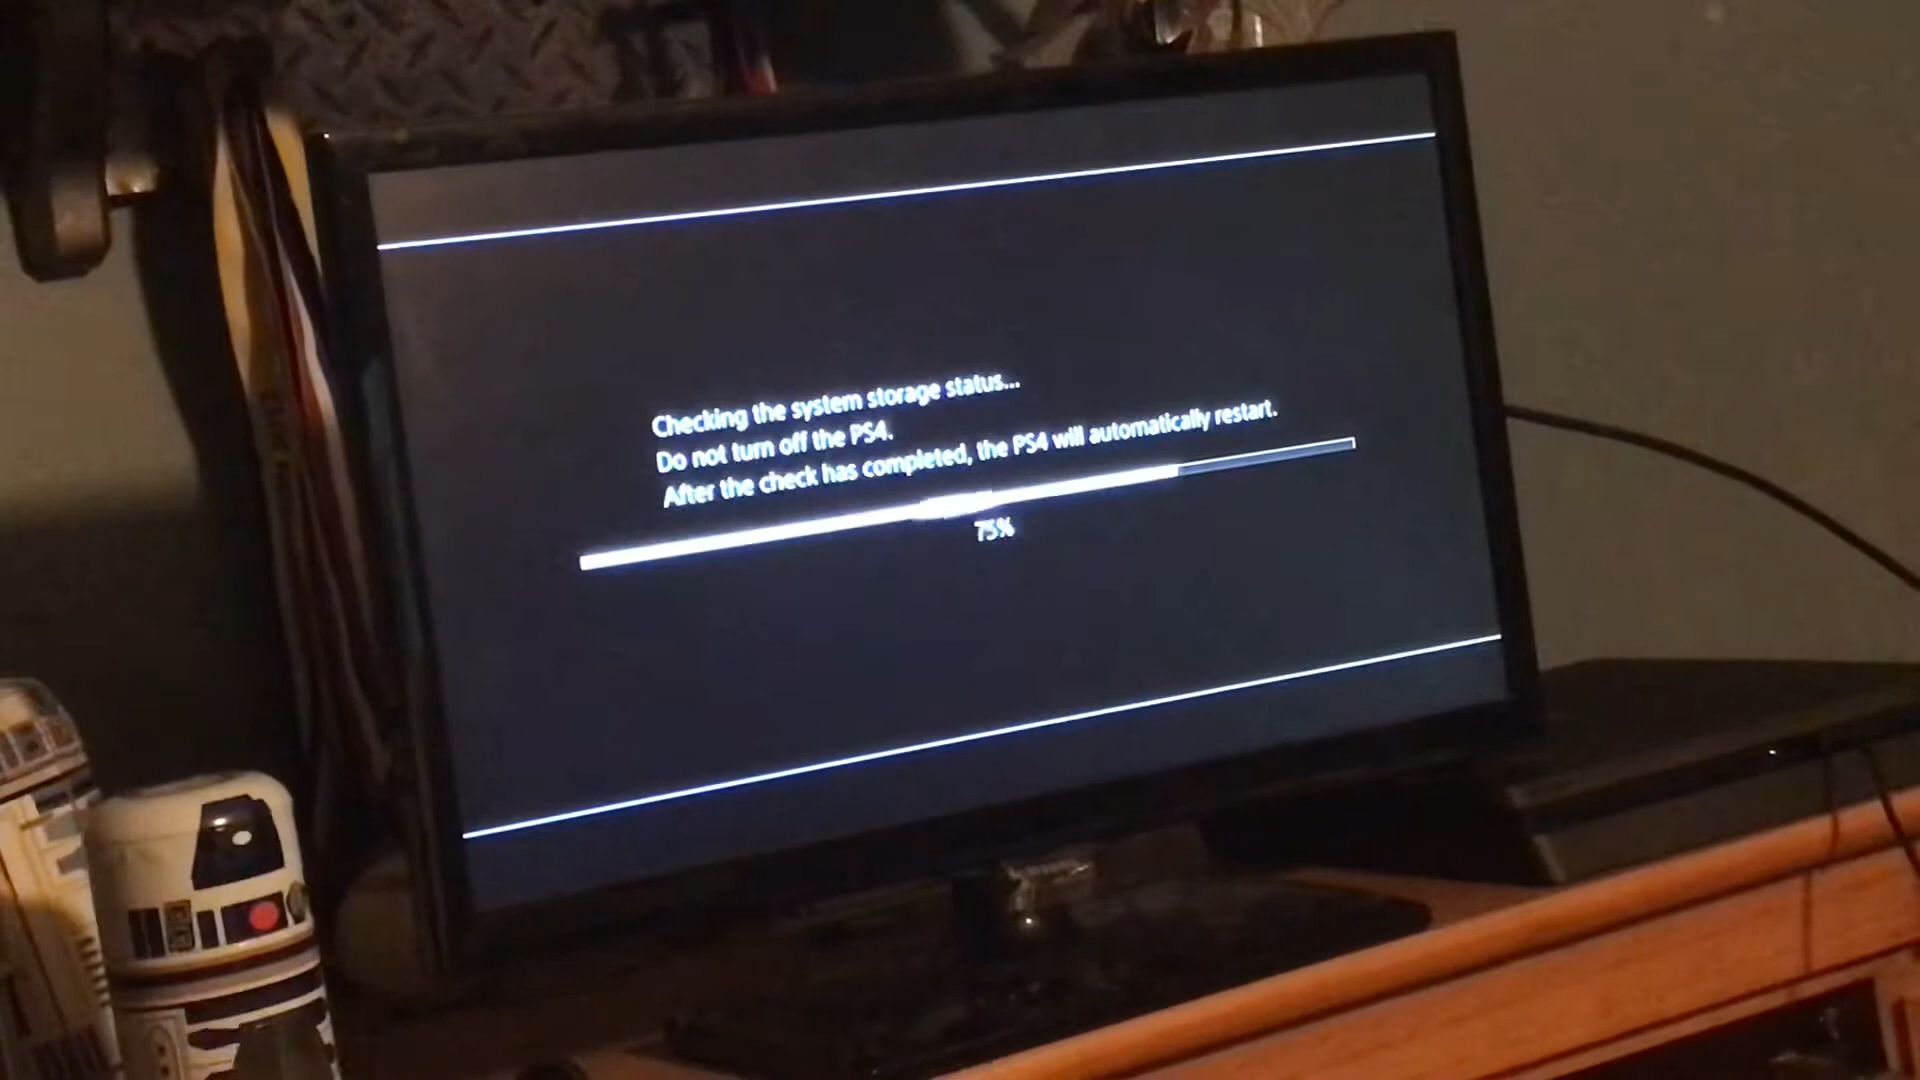 Checking the system storage status...
Do not turn off the PS4.
After the check has completed, the PS4 will automatically restart.
75%